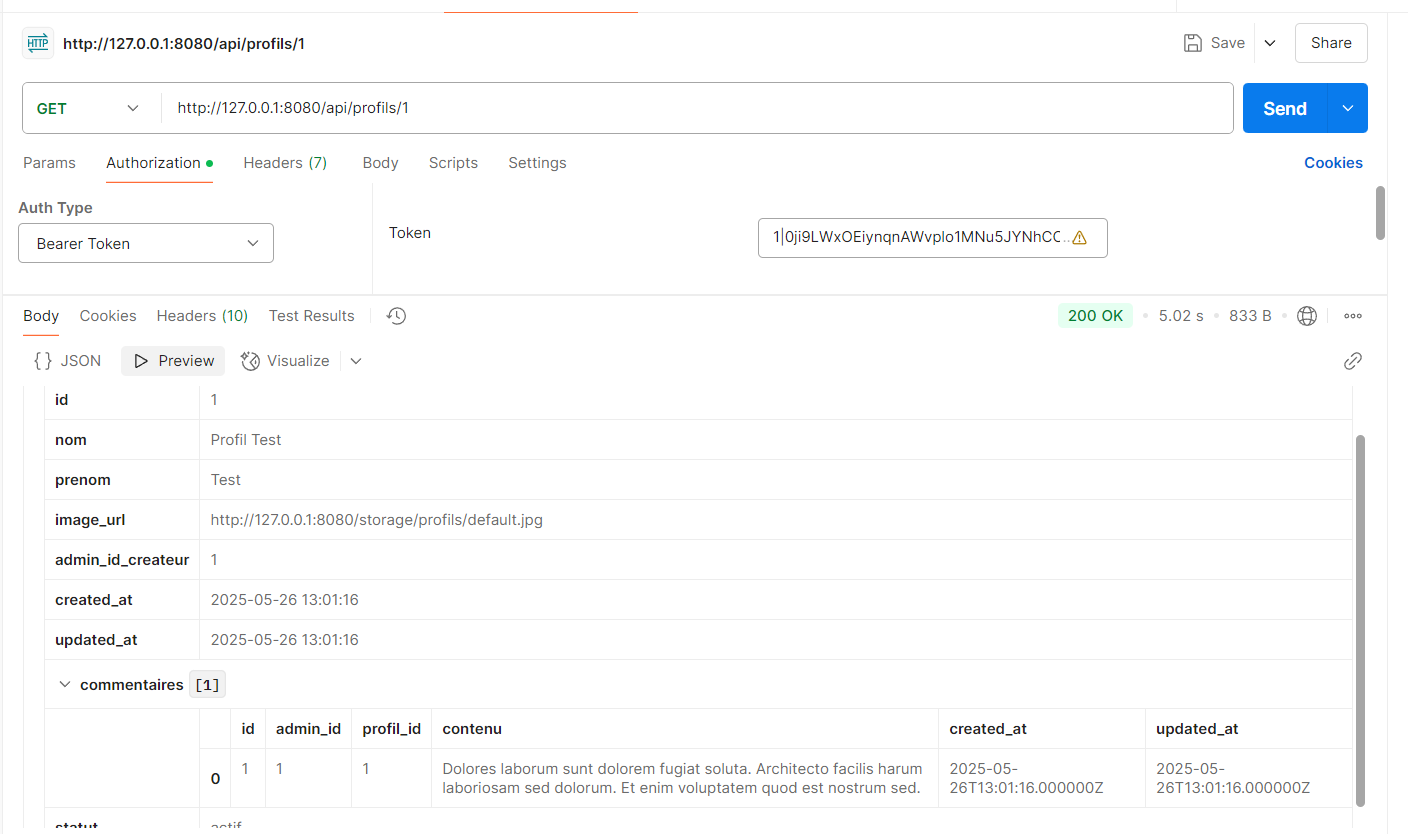 HTTP http://127.0.0.1:8080/api/profils/1 Save Share
GET http://127.0.0.1:8080/api/profils/1 Send
Params Authorization Headers (7) Body Scripts Settings Cookies
Auth Type
Bearer Token
Token 1|0ji9LWxOEiynqnAWvplo1MNu5JYNhCC...
Body Cookies Headers (10) Test Results 200 OK • 5.02 s • 833 B •
{} JSON Preview Visualize
id 1
nom Profil Test
prenom Test
image_url http://127.0.0.1:8080/storage/profils/default.jpg
admin_id_createur 1
created_at 2025-05-26 13:01:16
updated_at 2025-05-26 13:01:16
commentaires [1]
id admin_id profil_id contenu created_at updated_at
0 1 1 1 Dolores laborum sunt dolorem fugiat soluta. Architecto facilis harum
laboriosam sed dolorum. Et enim voluptatem quod est nostrum sed.
2025-05-
26T13:01:16.000000Z
2025-05-
26T13:01:16.000000Z
statut actif